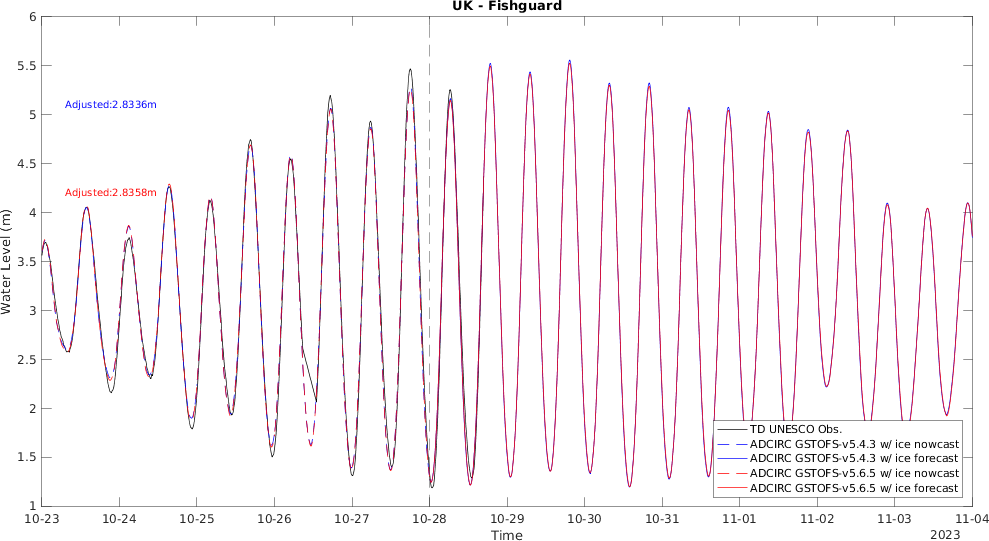 UK - Fishguard
6
5.5
5
4.5
4
3.5
3
2.5
2
1.5
1
Water Level (m)
Adjusted:2.8336m
Adjusted:2.8358m
TD UNESCO Obs.
ADCIRC GSTOFS-v5.4.3 w/ ice nowcast
ADCIRC GSTOFS-v5.4.3 w/ ice forecast
ADCIRC GSTOFS-v5.6.5 w/ ice nowcast
ADCIRC GSTOFS-v5.6.5 w/ ice forecast
10-23 10-24 10-25 10-26 10-27 10-28 10-29 10-30 10-31 11-01 11-02 11-03 11-04
Time
2023